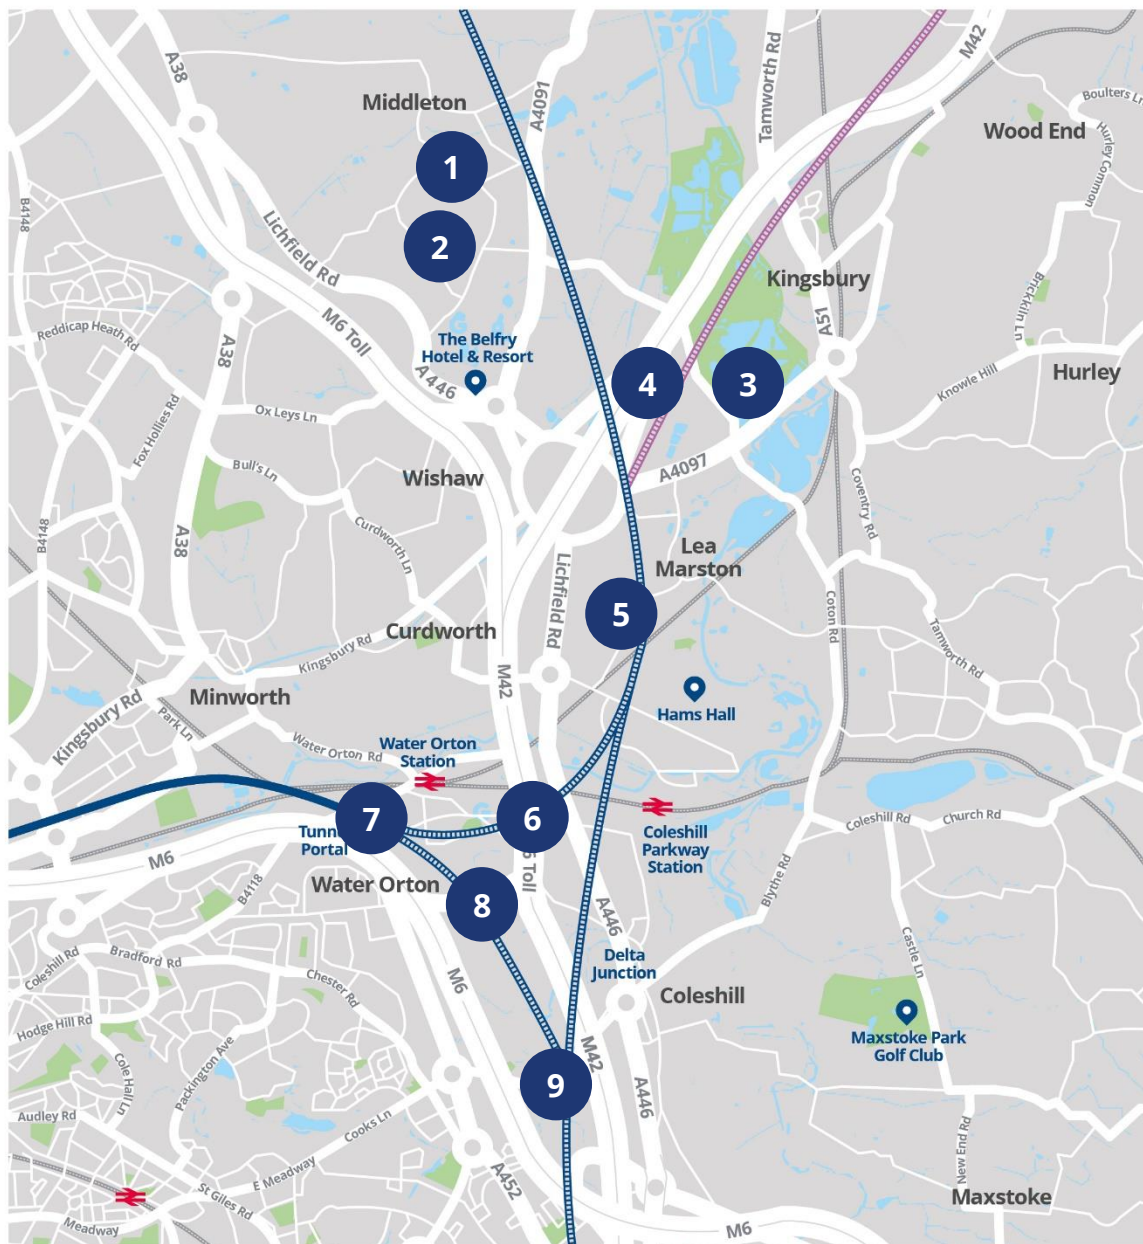 M42
A38
Tamworth Rd
A4091
Middleton
Boulters Ln
Wood End
Hurley Common
1
B4148
Lichfield Rd
2
Kingsbury
Brickkiln Ln
M6 Toll
A51
Reddicap Heath Rd
A38
The Belfry
Hotel & Resort
A446
4
3
Knowle Hill
Hurley
Fox Hollies Rd
Ox Leys Ln
Bull's Ln
Wishaw
A4097
Coventry Rd
B4148
A38
Curdworth Ln
Lea
Marston
Lichfield Rd
5
Coton Rd
Tamworth Rd
Curdworth
Kingsbury Rd
M42
Minworth
Hams Hall
Kingsbury Rd
Park Ln
Water Orton Rd
Water Orton
Station
7
6
Coleshill
Parkway
Station
Coleshill Rd
Church Rd
Portal
M6
Toll
Water Orton
B4118
8
Blythe Rd
A446
Castle Ln
Coleshill Rd
Bradford Rd
Chester Rd
M6
Delta
Junction
Coleshill
Hodge Hill Rd
Maxstoke Park
Golf Club
Packington Ave
Cole Hall Ln
M42
9
A446
Audley Rd
Cooks Ln
New End Rd
E Meadway
A452
St Giles Rd
Maxstoke
Meadway
M6